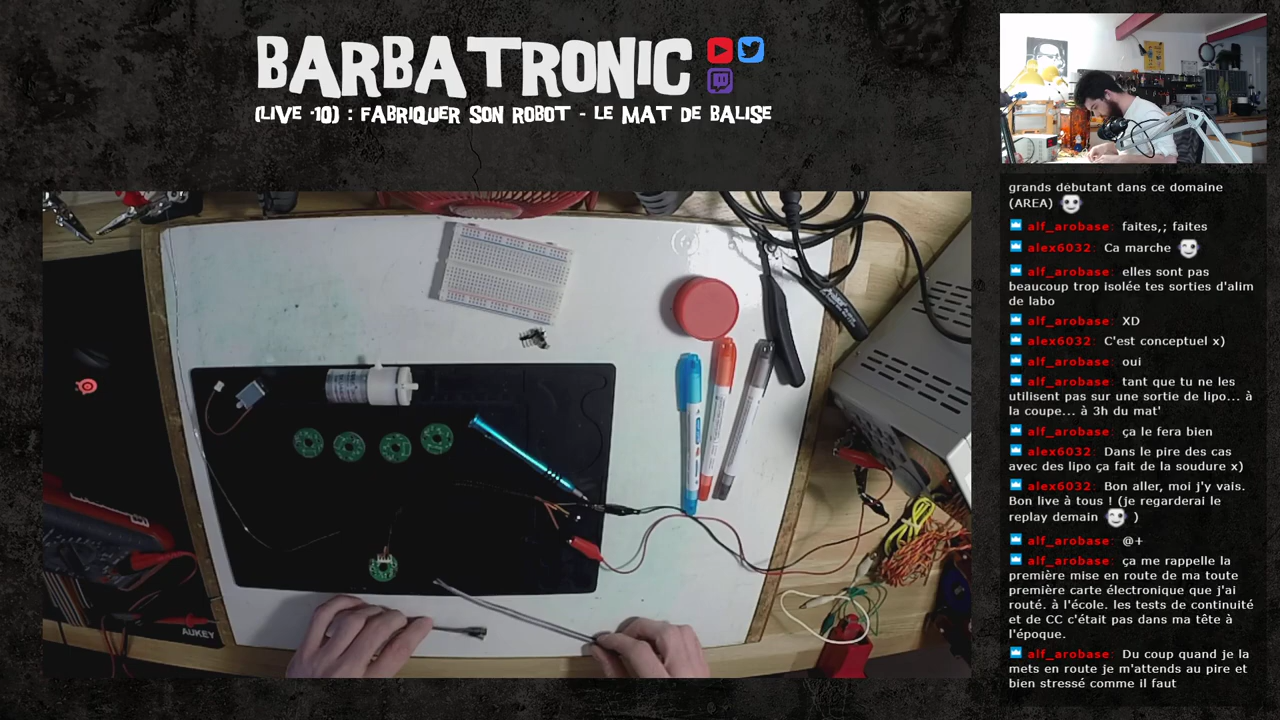 BARBATRONIC
(LIVE -10) : FABRIQUER SON ROBOT - LE MAT DE BALISE
grands debutant dans ce domaine
(AREA)
alf_arobase: faites,; faites
alex6032: Ca marche
alf_arobase: elles sont pas
beaucoup trop isolée tes sorties d'alim
de labo
alf_arobase: XD
alex6032: C'est conceptuel x)
alf_arobase: oui
alf_arobase: tant que tu ne les
utilisent pas sur une sortie de lipo... à
la coupe... à 3h du mat'
alf_arobase: ça le fera bien
alex6032: Dans le pire des cas
avec des lipo ça fait de la soudure x)
alex6032: Bon aller, moi j'y vais.
Bon live à tous ! (je regarderai le
replay demain )
alf_arobase: @+
alf_arobase: ça me rappelle la
première mise en route de ma toute
première carte électronique que j'ai
routé. à l'école. les tests de continuité
et de CC c'était pas dans ma tête à
l'époque.
alf_arobase: Du coup quand je la
mets en route je m'attends au pire et
bien stressé comme il faut
AUKEY